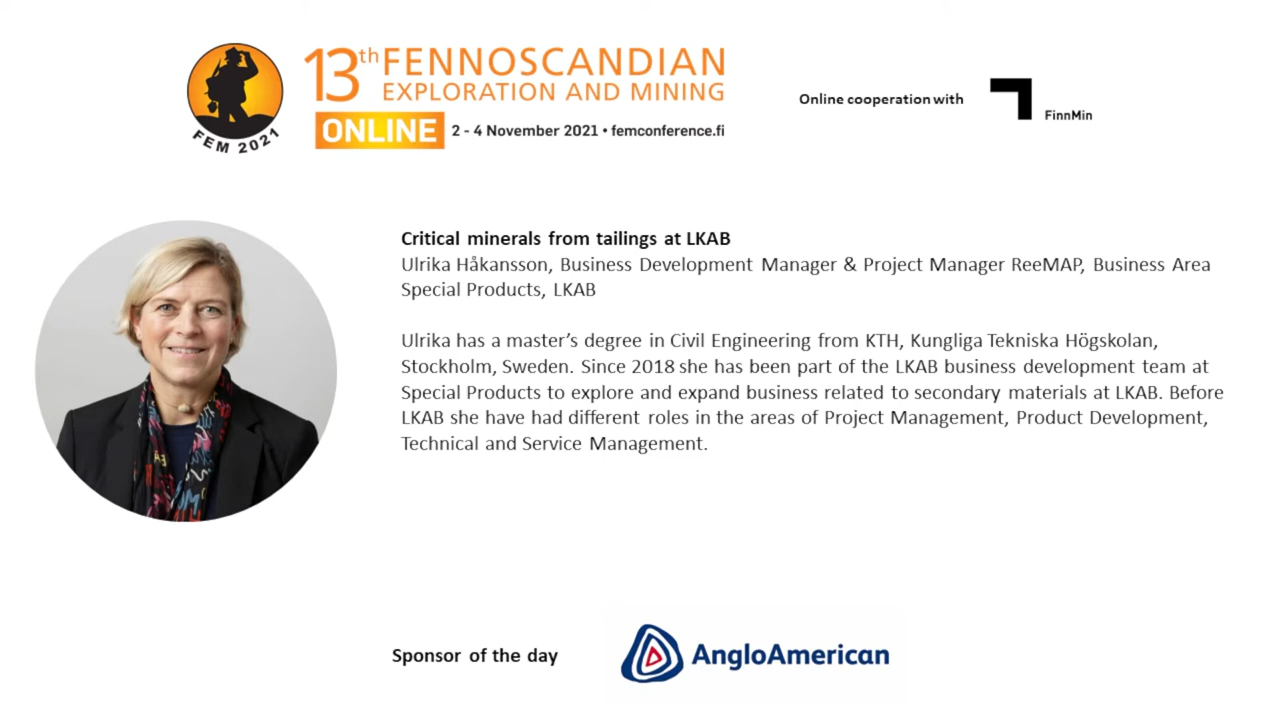 13th FENNOSCANDIAN
EXPLORATION AND MINING
ONLINE 2 - 4 November 2021 • femconference.fi
FEM 2021
Online cooperation with
FinnMin
Critical minerals from tailings at LKAB
Ulrika Håkansson, Business Development Manager & Project Manager ReeMAP, Business Area
Special Products, LKAB
Ulrika has a master’s degree in Civil Engineering from KTH, Kungliga Tekniska Högskolan,
Stockholm, Sweden. Since 2018 she has been part of the LKAB business development team at
Special Products to explore and expand business related to secondary materials at LKAB. Before
LKAB she have had different roles in the areas of Project Management, Product Development,
Technical and Service Management.
Sponsor of the day
AngloAmerican